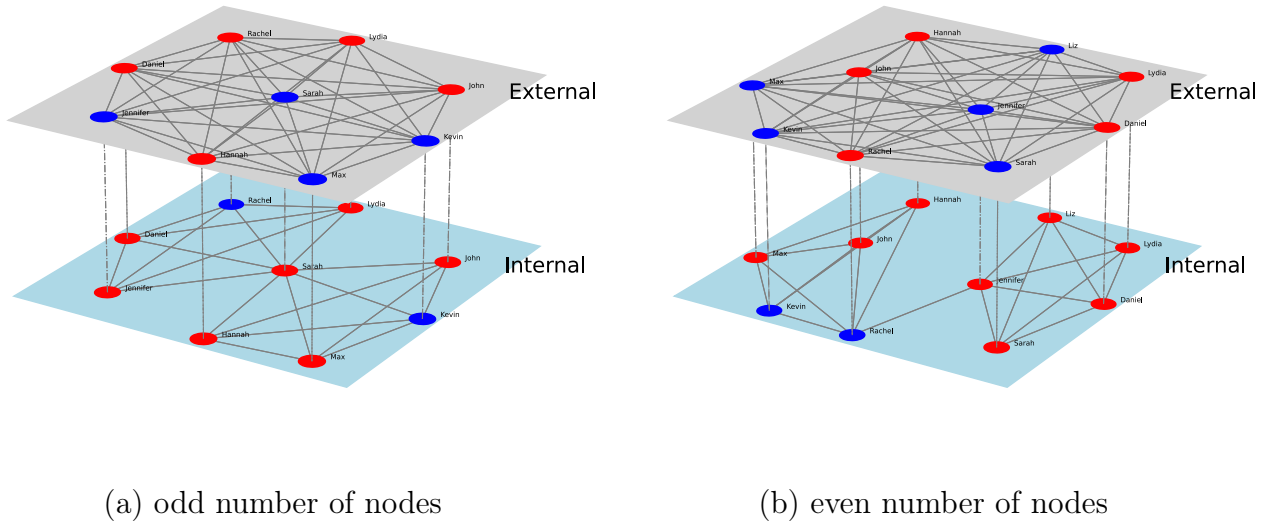 Rachel
Lydia
Daniel
John
Sarah
Jennifer
Kevin
Hannah
Max
External
Rachel
Lydia
Daniel
Sarah
John
Jennifer
Kevin
Hannah
Max
Internal
(a) odd number of nodes
Hannah
Liz
John
Lydia
Max
Jennifer
Daniel
Kevin
Rachel
Sarah
External
Hannah
Liz
John
Lydia
Max
Jennifer
Daniel
Kevin
Rachel
Sarah
Internal
(b) even number of nodes